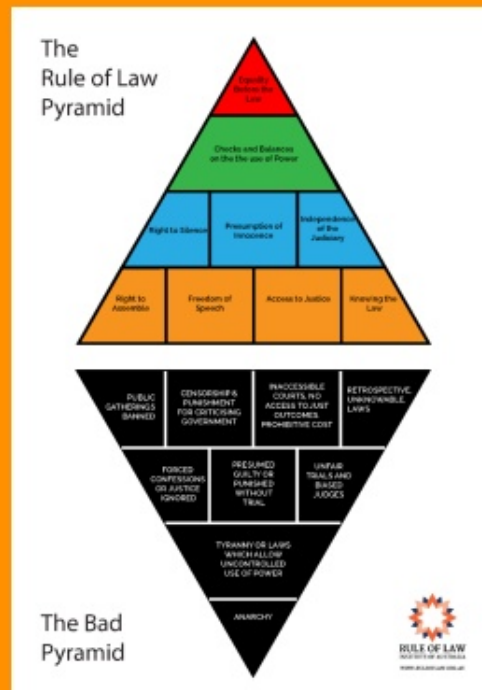 The
Rule of Law
Pyramid
Equality
Before the
Law
Checks and Balances
on the the use of Power
Right to Silence
Presumption of
Innocence
Independence
of the
Judiciary
Right to
Assemble
Freedom of
Speech
Access to Justice
Knowing the
Law
PUBLIC
GATHERINGS
BANNED
CENSORSHIP &
PUNISHMENT
FOR CRITICISING
GOVERNMENT
INACCESSIBLE
COURTS, NO
ACCESS TO JUST
OUTCOMES,
PROHIBITIVE COST
RETROSPECTIVE,
UNKNOWABLE,
LAWS
FORCED
CONFESSIONS
OR JUSTICE
IGNORED
PRESUMED
GUILTY OR
PUNISHED
WITHOUT
TRIAL
UNFAIR
TRIALS AND
BIASED
JUDGES
TYRANNY OR LAWS
WHICH ALLOW
UNCONTROLLED
USE OF POWER
ANARCHY
The Bad
Pyramid
RULE OF LAW
INSTITUTE OF AUSTRALIA